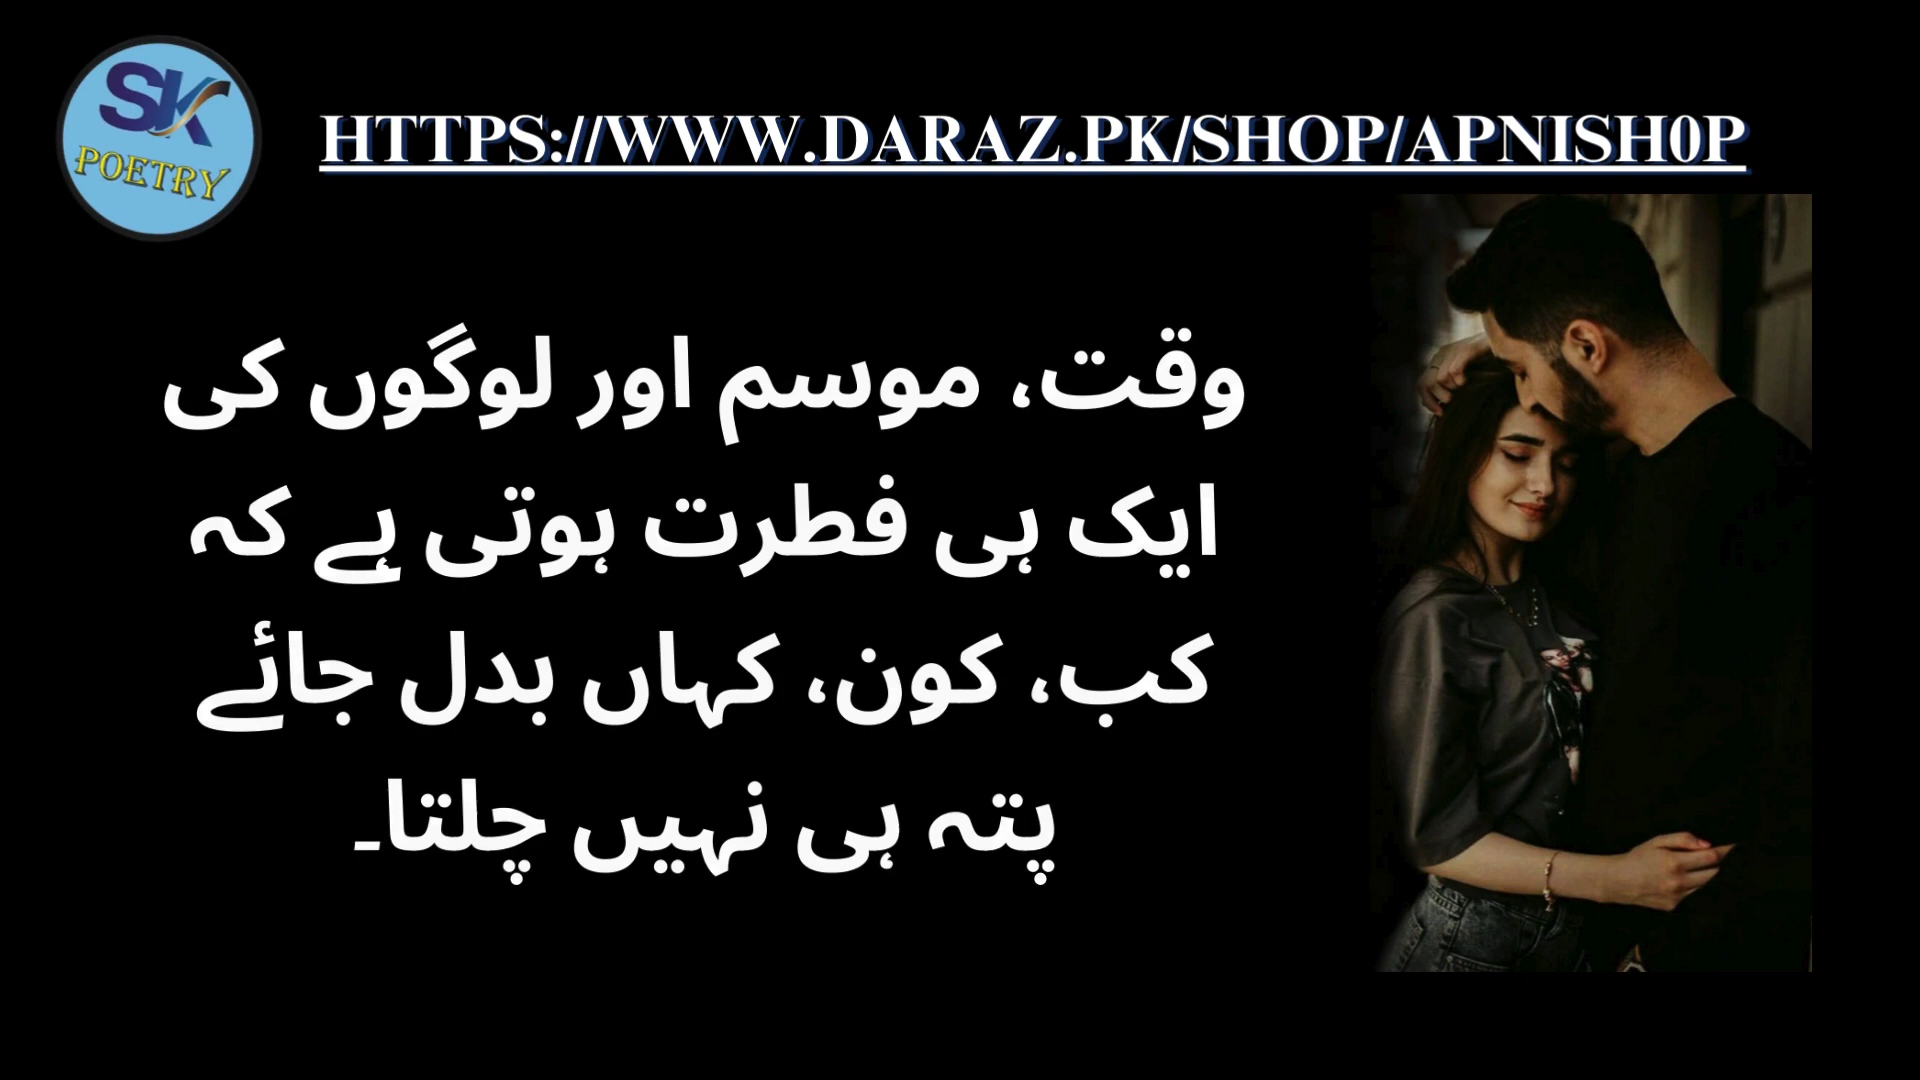 SK
POETRY
HTTPS://WWW.DARAZ.PK/SHOP/APNISH0P
وقت، موسم اور لوگوں کی
ایک ہی فطرت ہوتی ہے کہ
کب، کون، کہاں بدل جائے
پتہ ہی نہیں چلتا۔